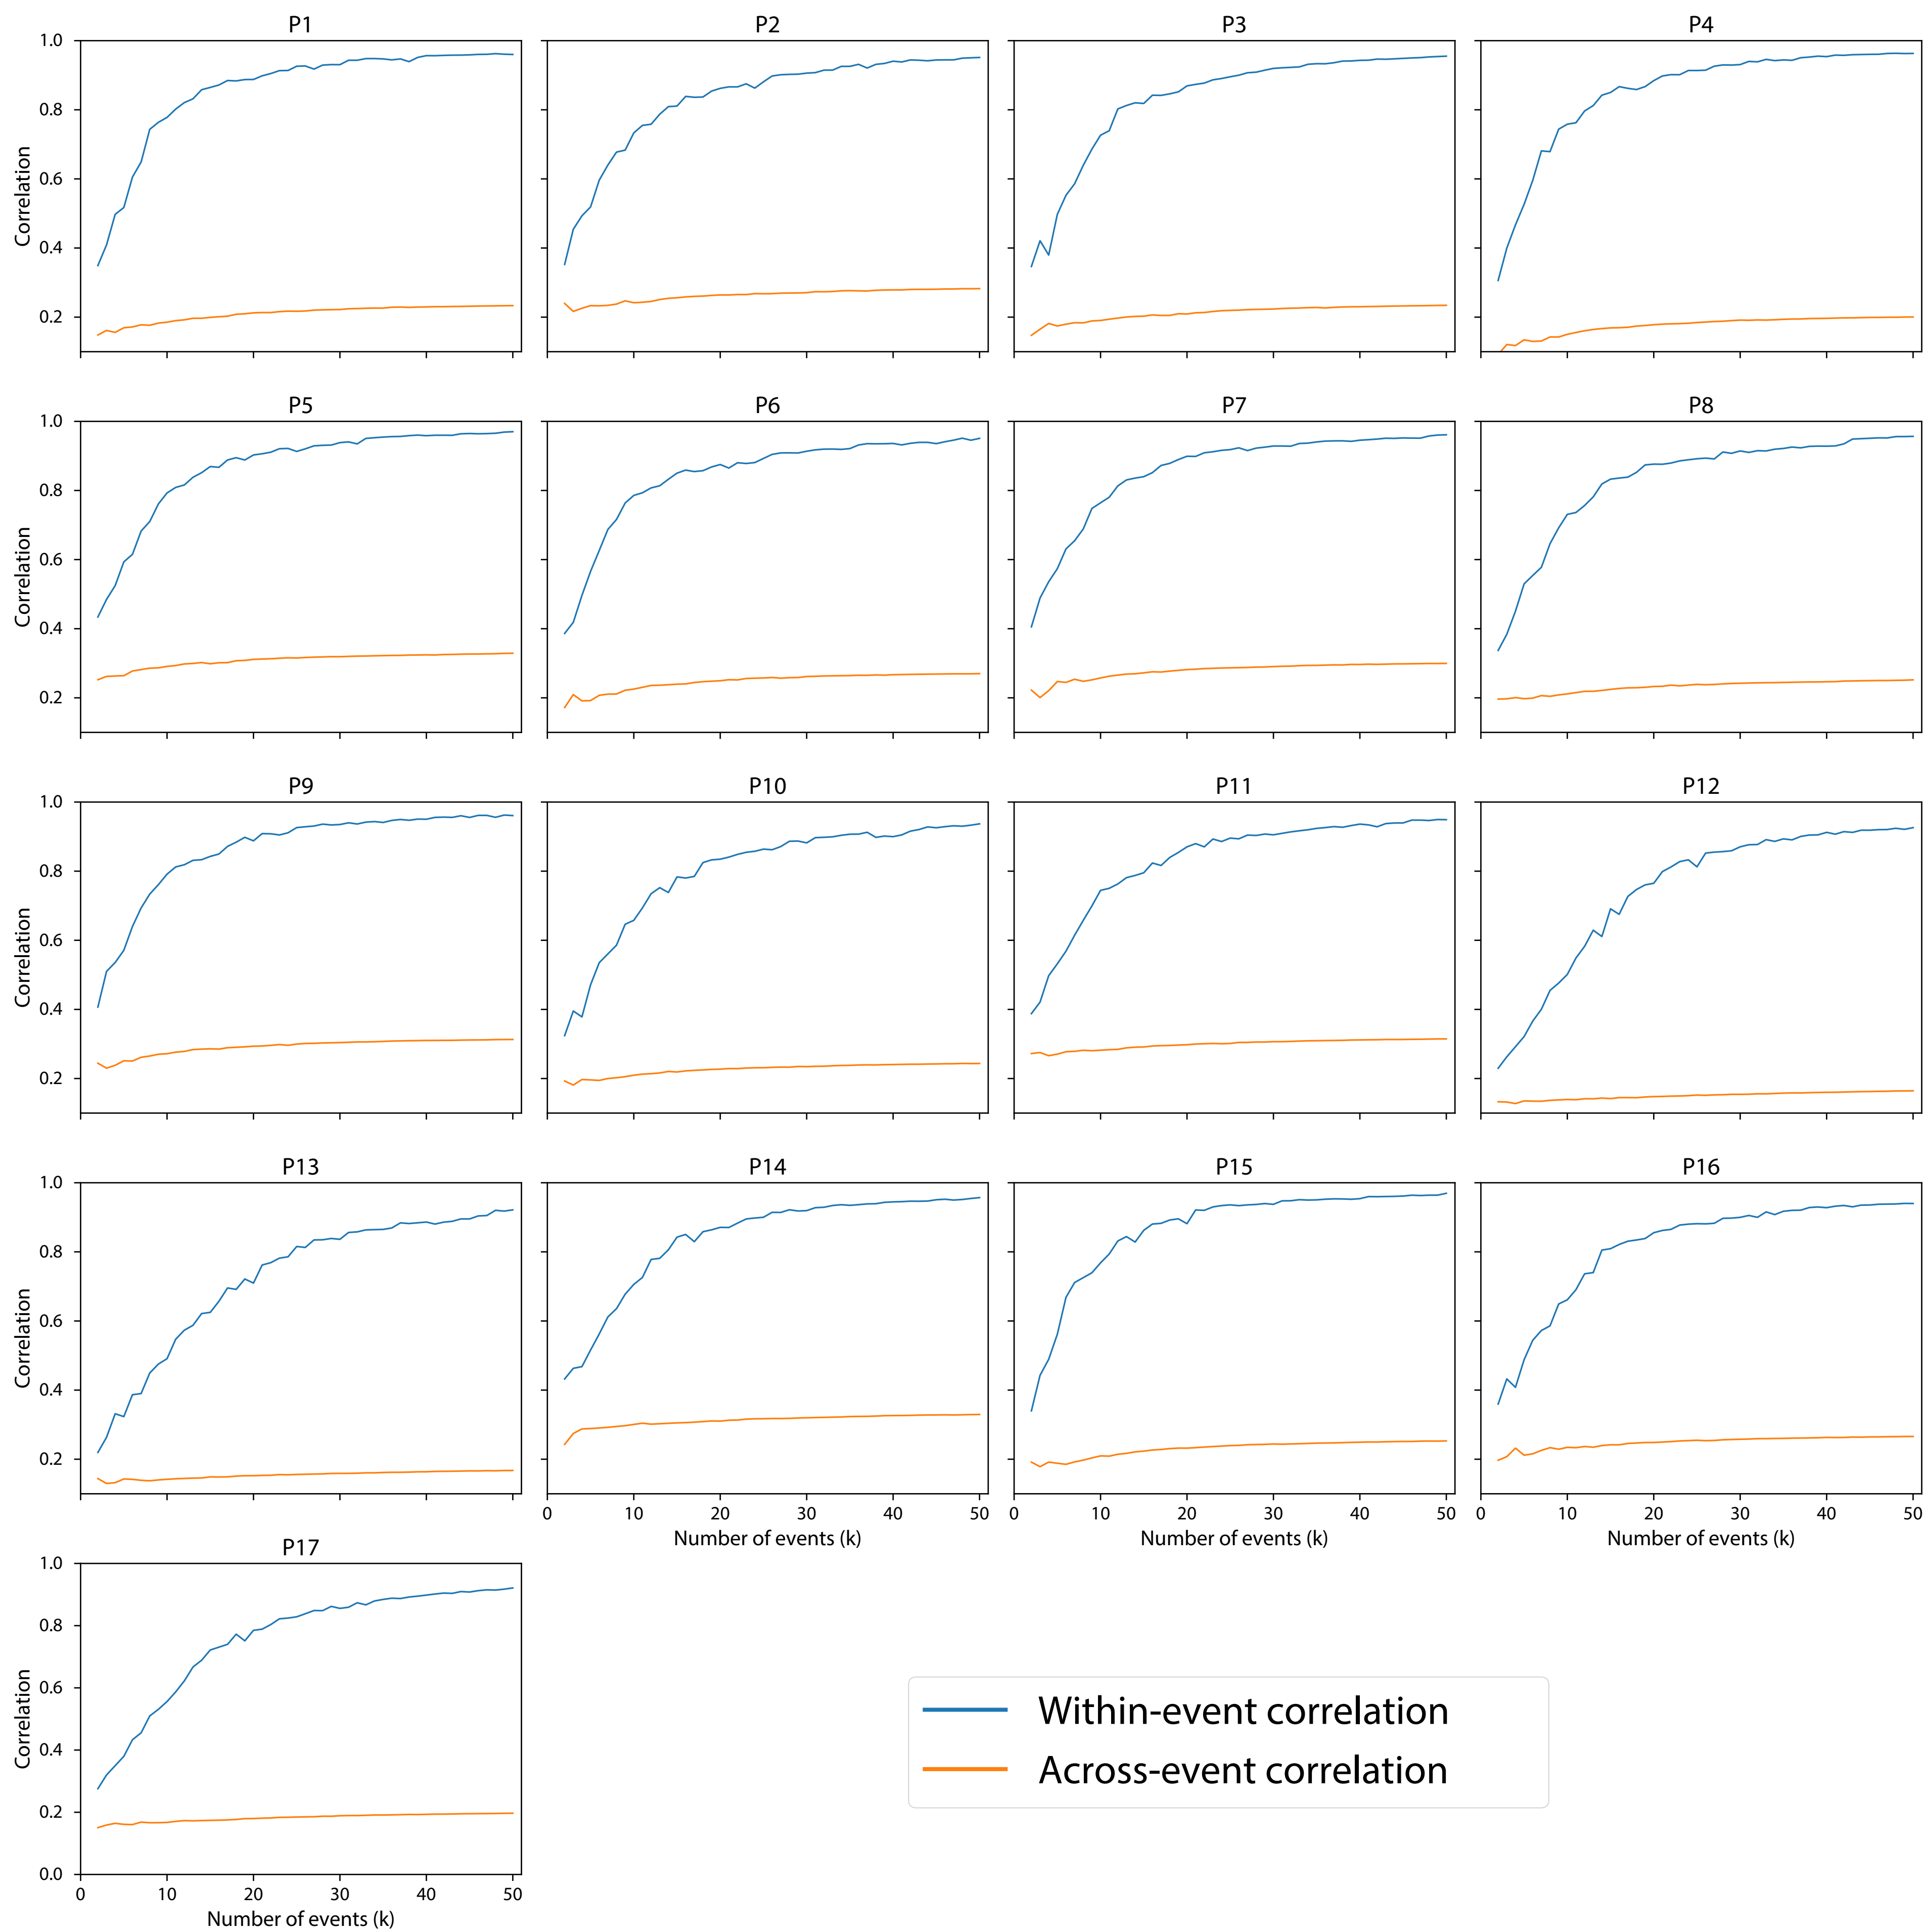 P1 P2 P3 P4
1.0
0.8
0.6
0.4
0.2
Correlation
P5 P6 P7 P8
1.0
0.8
0.6
0.4
0.2
Correlation
P9 P10 P11 P12
1.0
0.8
0.6
0.4
0.2
Correlation
P13 P14 P15 P16
1.0
0.8
0.6
0.4
0.2
Correlation
0 10 20 30 40 50 0 10 20 30 40 50 0 10 20 30 40 50
Number of events (k) Number of events (k) Number of events (k)
P17
1.0
0.8
0.6
0.4
0.2
0.0
Correlation
0 10 20 30 40 50
Number of events (k)
Within-event correlation
Across-event correlation